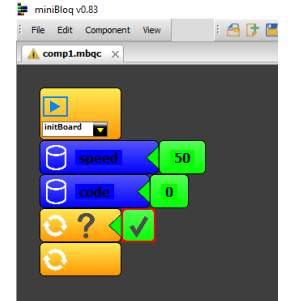 miniBloq v0.83
File Edit Component View
comp1.mbqc
initBoard
speed 50
code 0
?